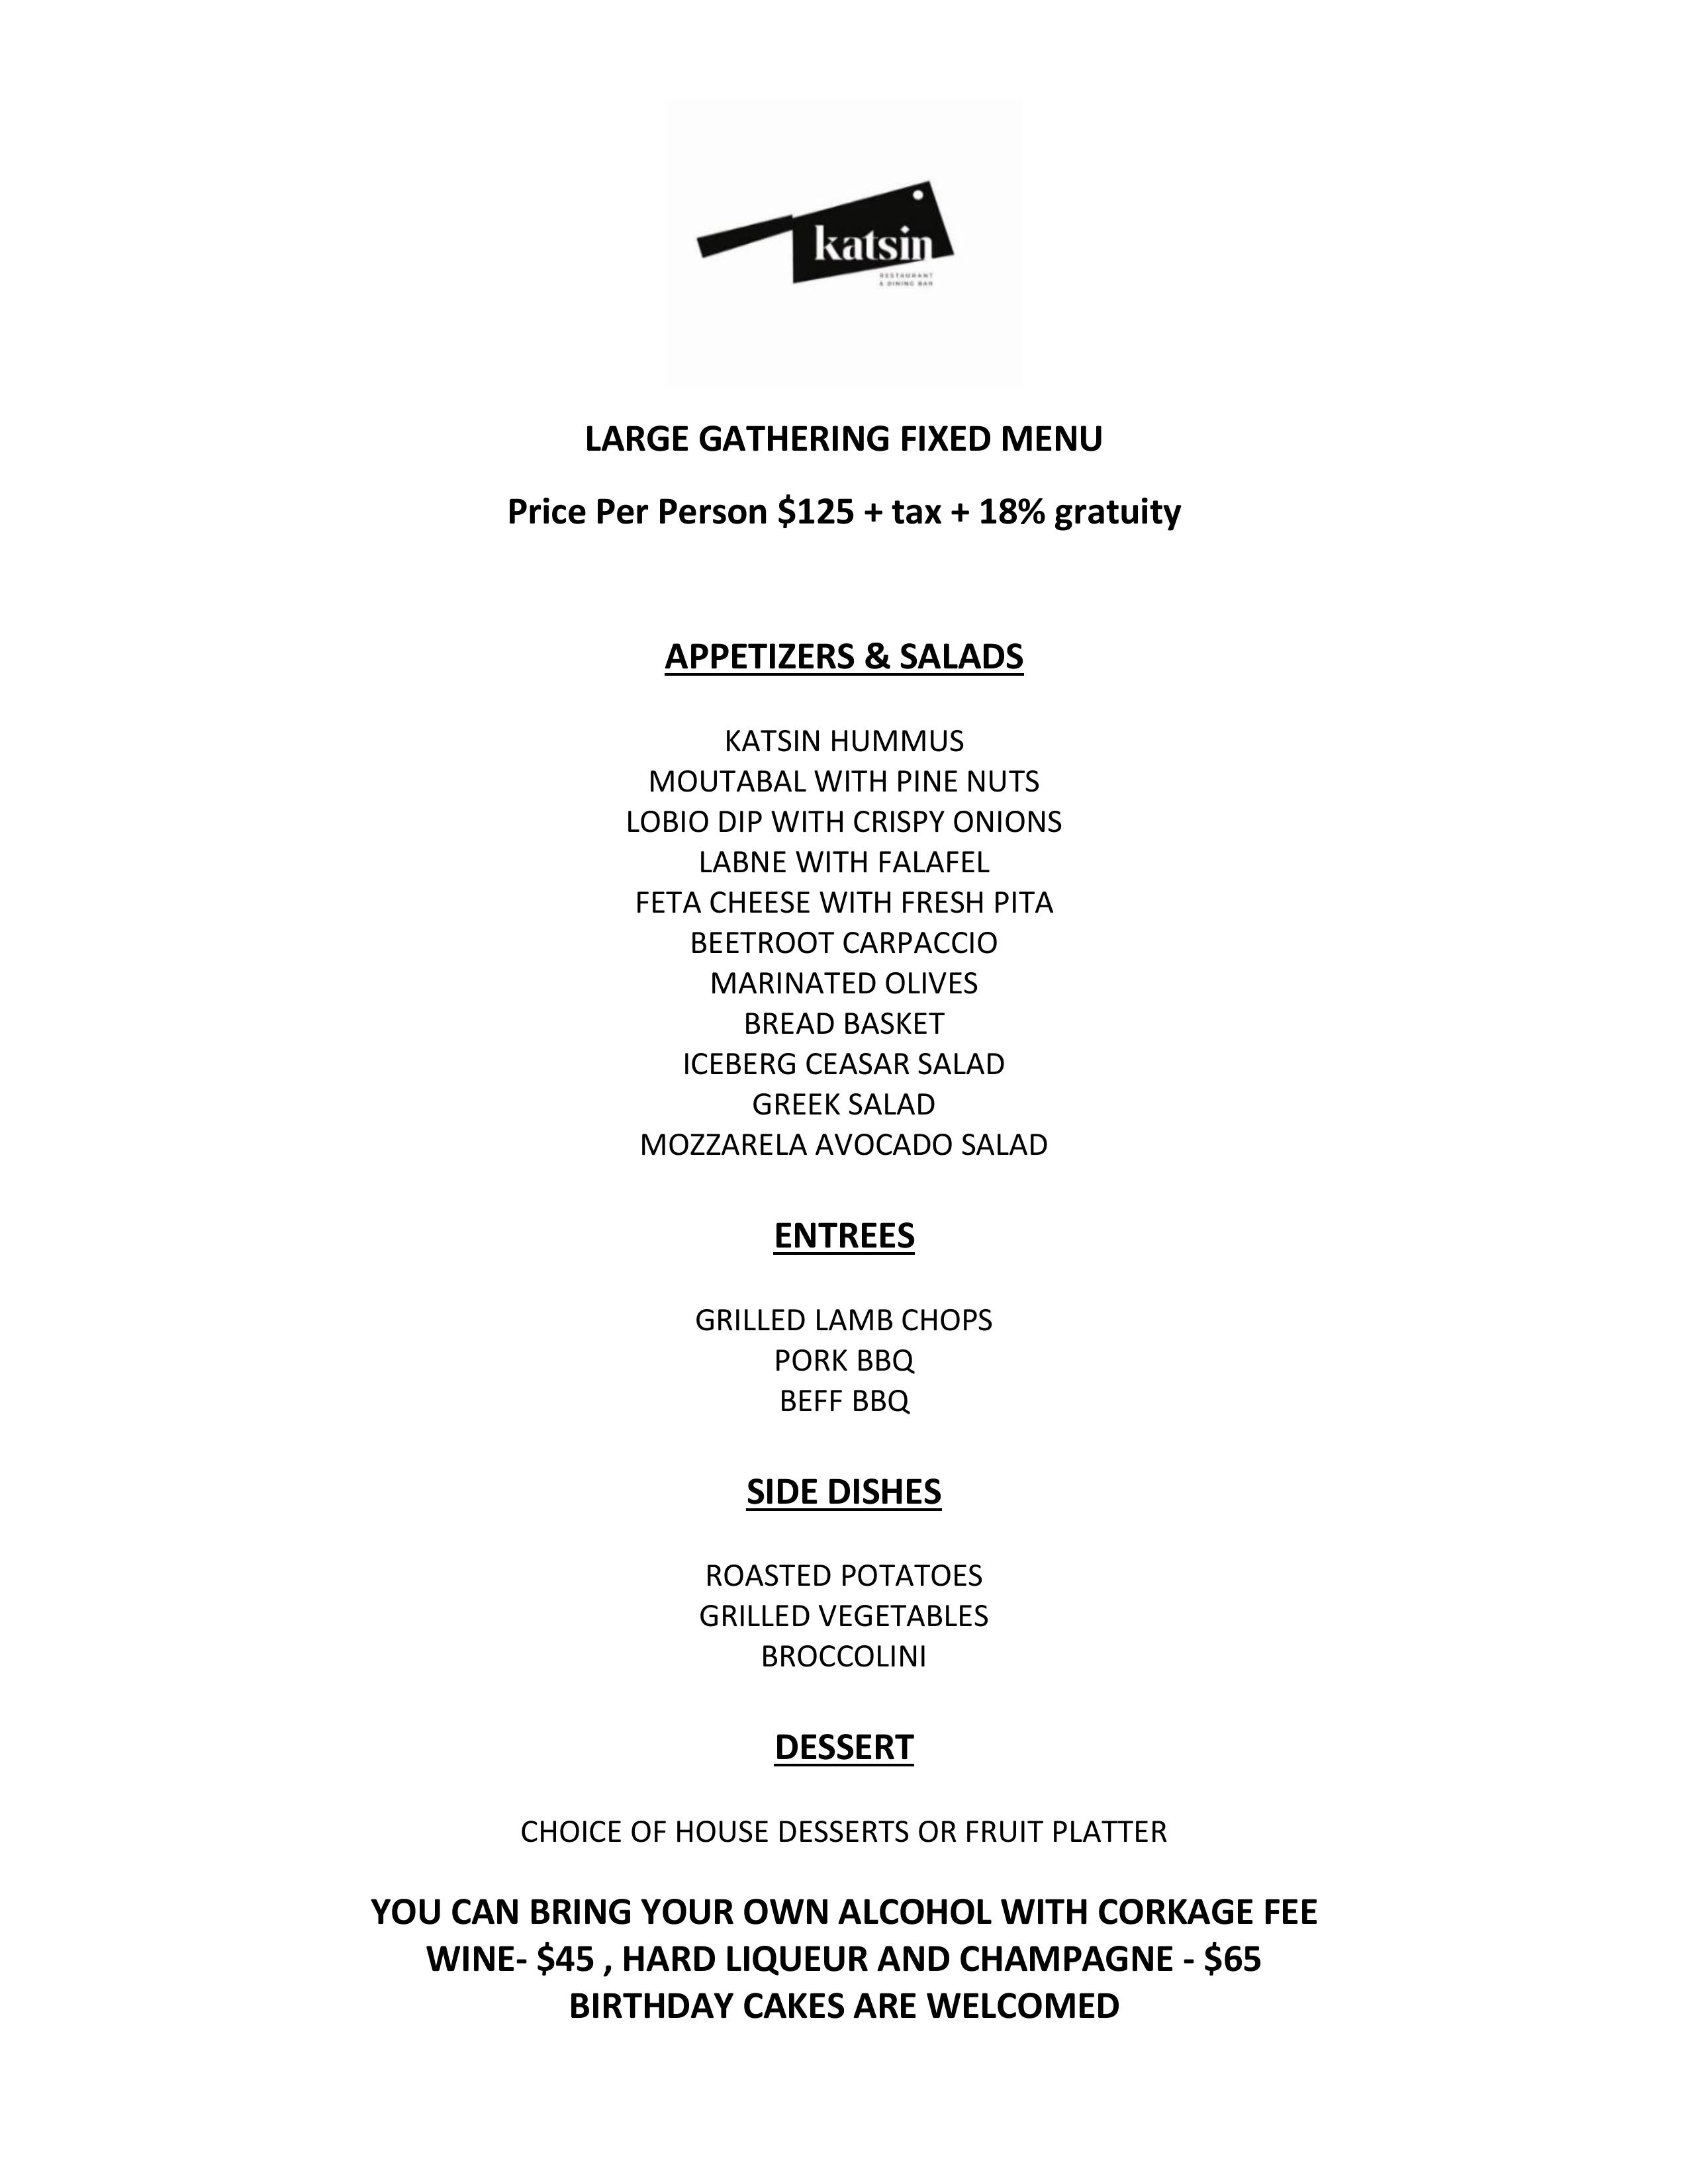 katsin
RESTAURANT
& DINING BAR
LARGE GATHERING FIXED MENU
Price Per Person $125 + tax + 18% gratuity
APPETIZERS & SALADS
KATSIN HUMMUS
MOUTABAL WITH PINE NUTS
LOBIO DIP WITH CRISPY ONIONS
LABNE WITH FALAFEL
FETA CHEESE WITH FRESH PITA
BEETROOT CARPACCIO
MARINATED OLIVES
BREAD BASKET
ICEBERG CEASAR SALAD
GREEK SALAD
MOZZARELA AVOCADO SALAD
ENTREES
GRILLED LAMB CHOPS
PORK BBQ
BEFF BBQ
SIDE DISHES
ROASTED POTATOES
GRILLED VEGETABLES
BROCCOLINI
DESSERT
CHOICE OF HOUSE DESSERTS OR FRUIT PLATTER
YOU CAN BRING YOUR OWN ALCOHOL WITH CORKAGE FEE
WINE- $45 , HARD LIQUEUR AND CHAMPAGNE - $65
BIRTHDAY CAKES ARE WELCOMED